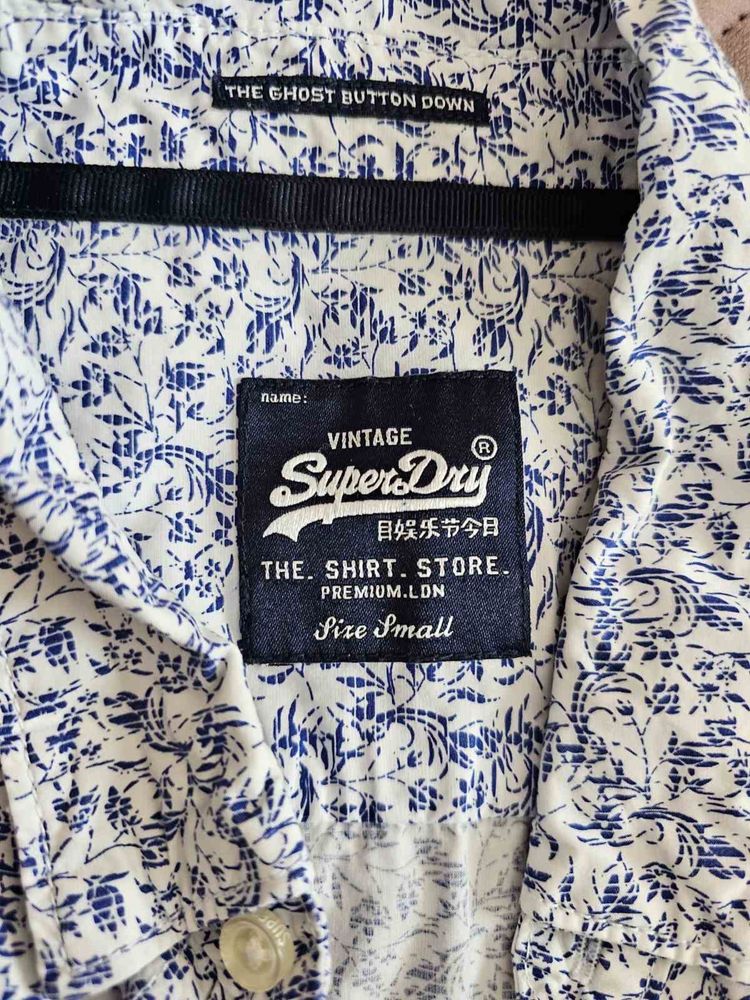 THE GHOST BUTTON DOWN
name:
VINTAGE
SuperDry®
目娱乐节今日
THE. SHIRT. STORE.
PREMIUM.LDN
Size Small
SUPE